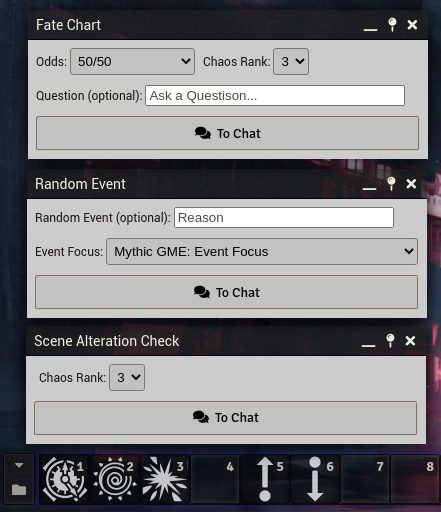 Fate Chart
Odds: 50/50 Chaos Rank: 3
Question (optional): Ask a Questison...
To Chat
Random Event
Random Event (optional): Reason
Event Focus: Mythic GME: Event Focus
To Chat
Scene Alteration Check
Chaos Rank: 3
To Chat
1 2 3 4 5 6 7 8